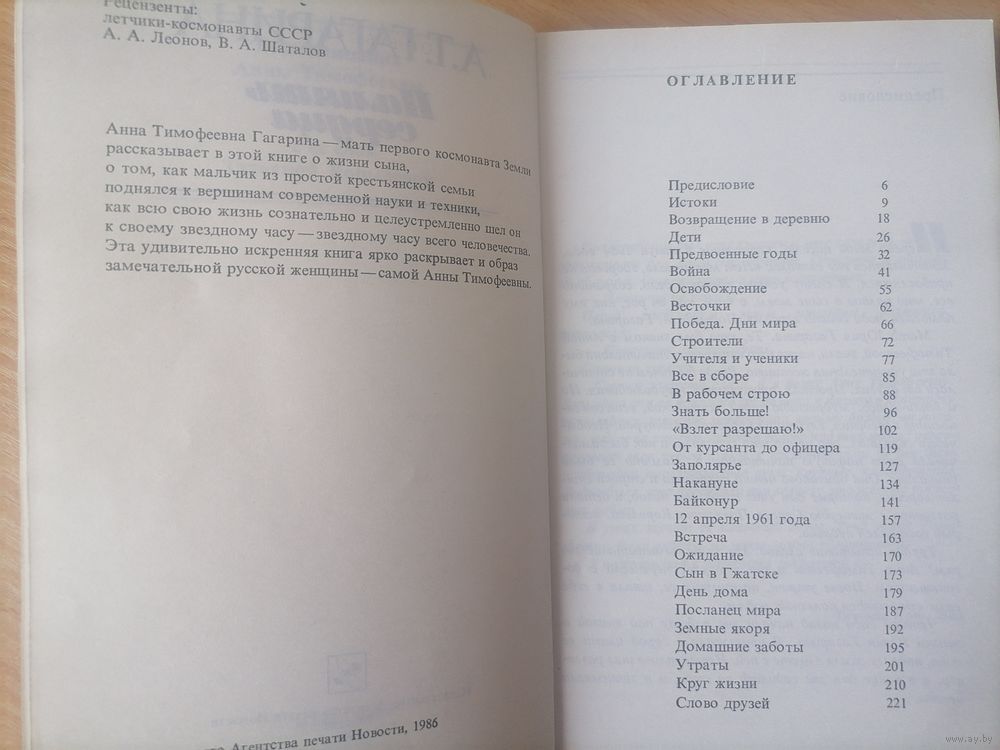 Рецензенты:
летчики-космонавты СССР
А. А. Леонов, В. А. Шаталов
Анна Тимофеевна Гагарина — мать первого космонавта Земли
рассказывает в этой книге о жизни сына,
о том, как мальчик из простой крестьянской семьи
поднялся к вершинам современной науки и техники,
как всю свою жизнь сознательно и целеустремленно шел он
к своему звездному часу — звездному часу всего человечества.
Эта удивительно искренняя книга ярко раскрывает и образ
замечательной русской женщины — самой Анны Тимофеевны.
Агентства печати Новости, 1986
ОГЛАВЛЕНИЕ
Предисловие 6
Истоки 9
Возвращение в деревню 18
Дети 26
Предвоенные годы 32
Война 41
Освобождение 55
Весточки 62
Победа. Дни мира 66
Строители 72
Учителя и ученики 77
Все в сборе 85
В рабочем строю 88
Знать больше! 96
«Взлет разрешаю!» 102
От курсанта до офицера 119
Заполярье 127
Накануне 134
Байконур 141
12 апреля 1961 года 157
Встреча 163
Ожидание 170
Сын в Гжатске 173
День дома 179
Посланец мира 187
Земные якоря 192
Домашние заботы 195
Утраты 201
Круг жизни 210
Слово друзей 221
www.ay.by